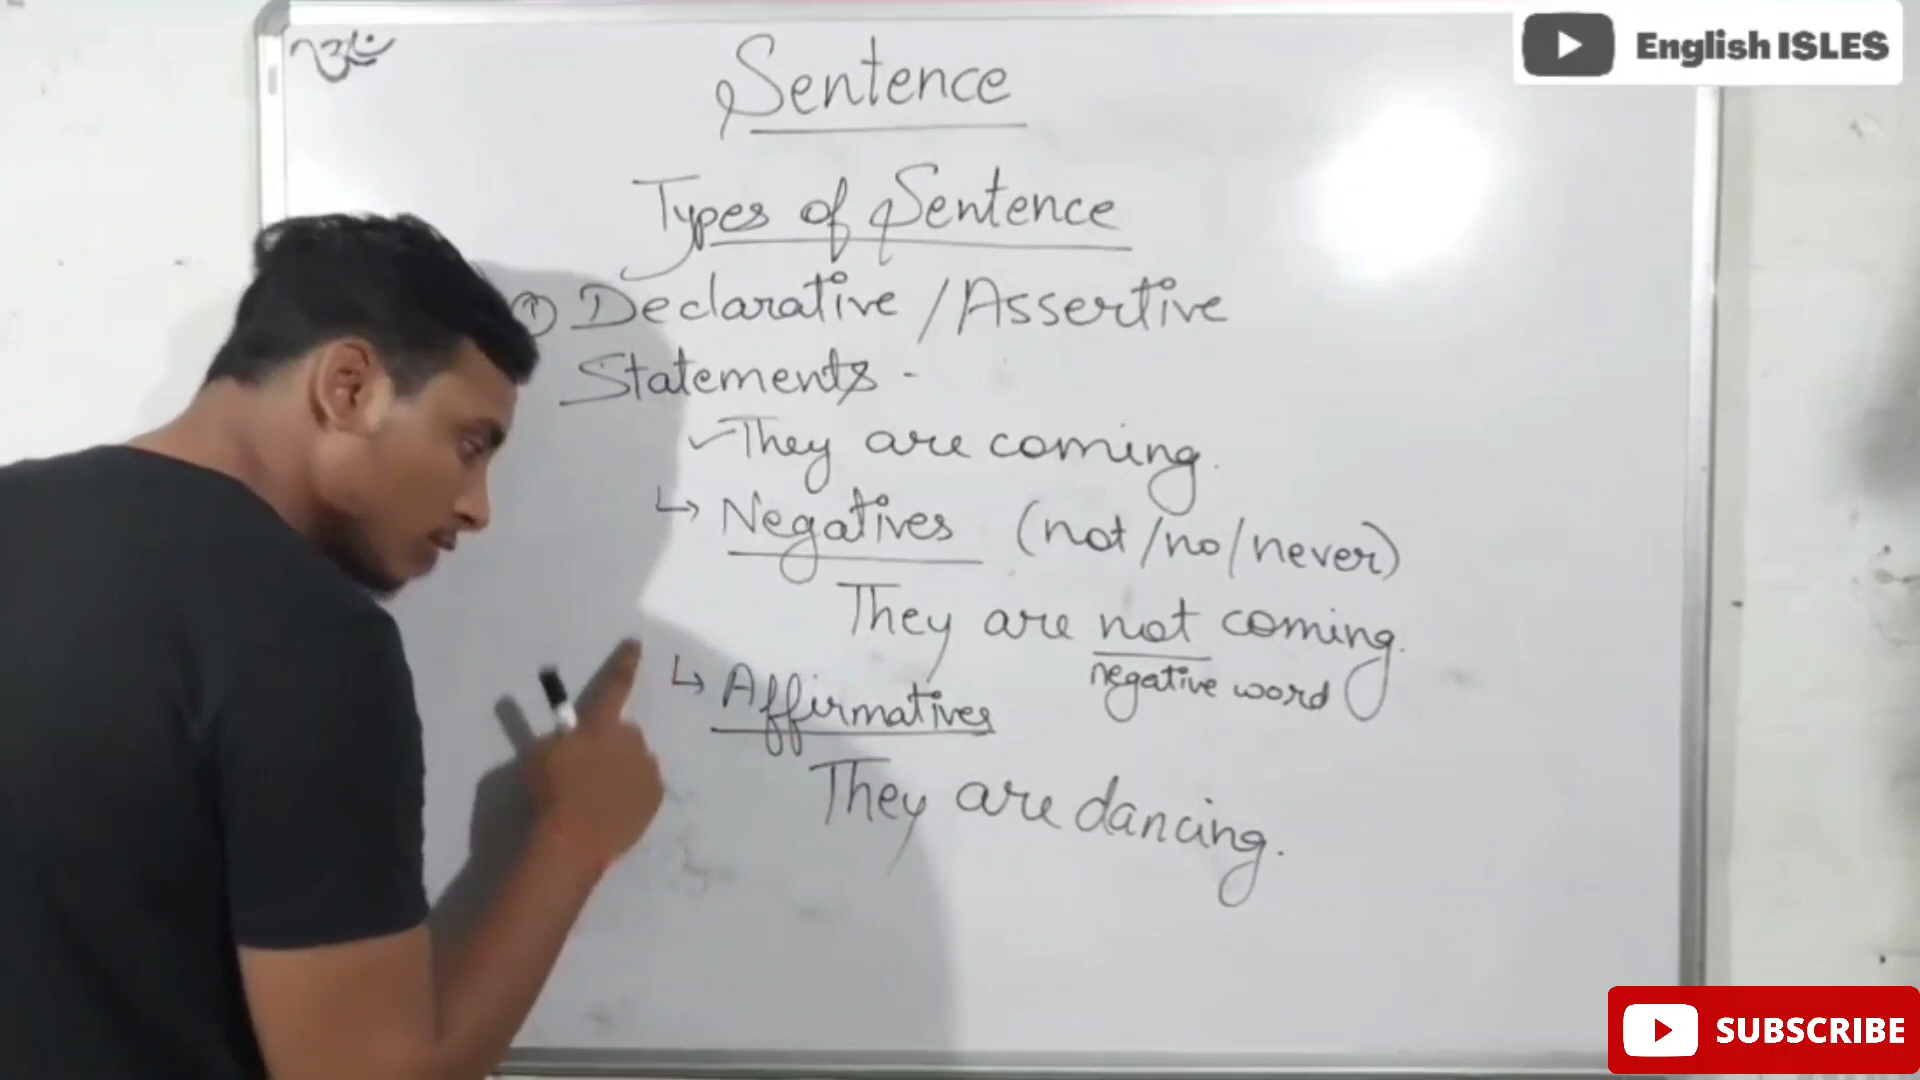 English ISLES
Sentence
Types of Sentence
① Declarative / Assertive
Statements -
✓They are coming.
↳ Negatives (not/no/never)
They are not coming.
negative word
↳ Affirmatives
They are dancing.
SUBSCRIBE